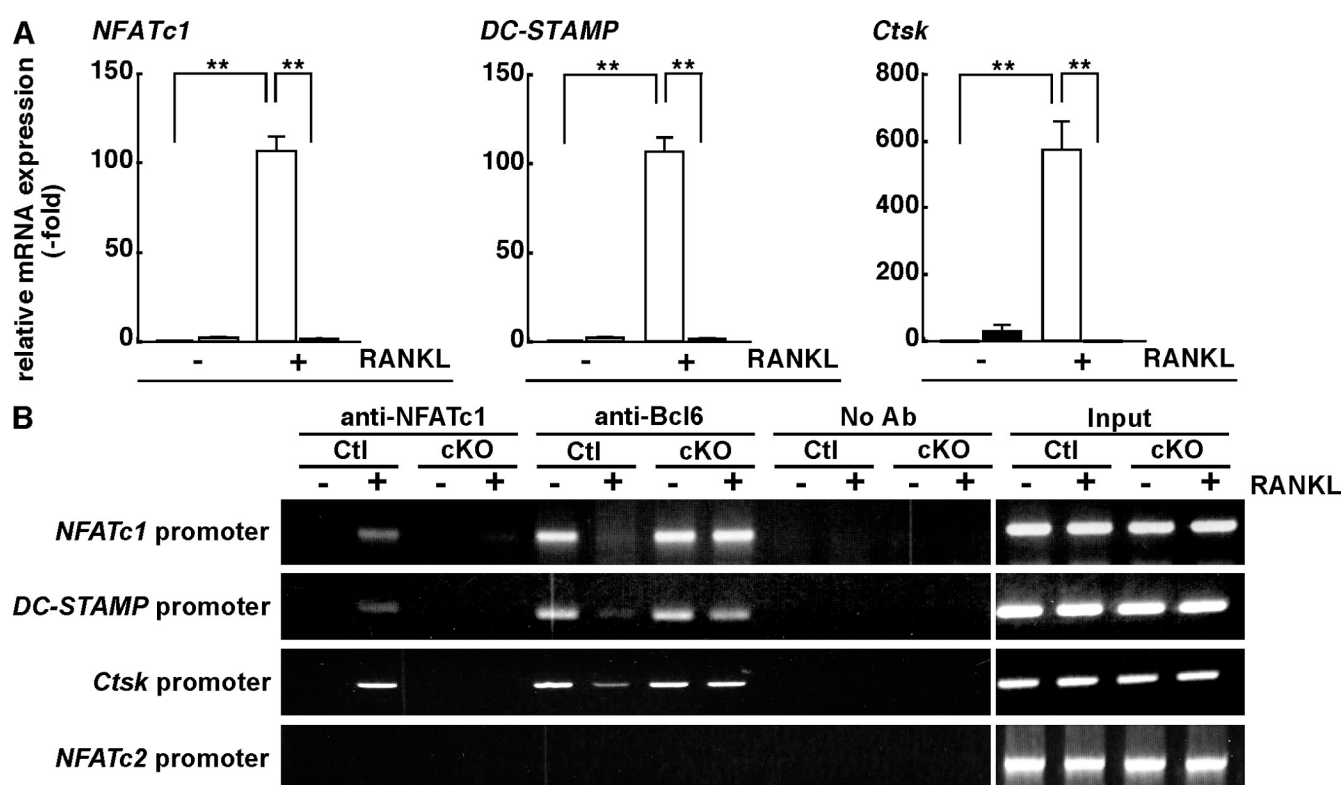 A
NFATc1 DC-STAMP Ctsk
relative mRNA expression
(-fold)
** ** ** ** ** **
150 150 800
100 100 600
400
50 50 200
0 0 0
- + RANKL - + RANKL - + RANKL
B
anti-NFATc1 anti-Bcl6 No Ab Input
Ctl cKO Ctl cKO Ctl cKO Ctl cKO
- + - + - + - + - + - + - + - + RANKL
NFATc1 promoter
DC-STAMP promoter
Ctsk promoter
NFATc2 promoter